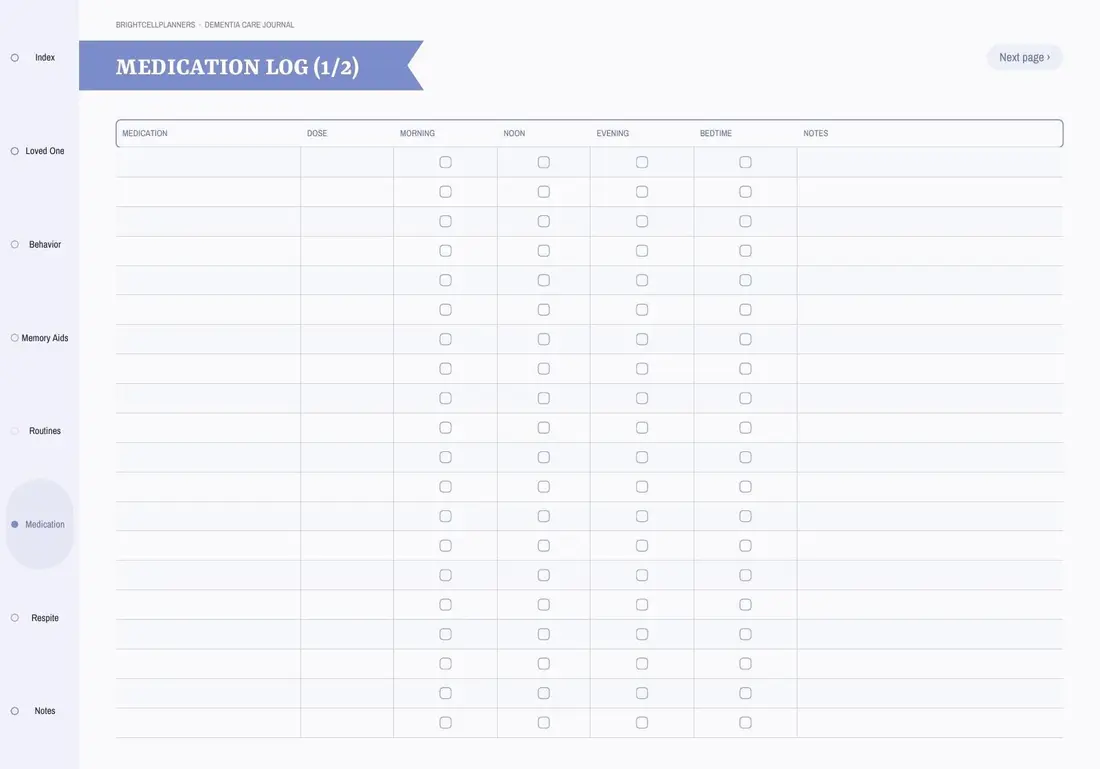 BRIGHTCELLPLANNERS - DEMENTIA CARE JOURNAL
MEDICATION LOG (1/2)
Next page ›
Index
Loved One
Behavior
Memory Aids
Routines
Medication
Respite
Notes
MEDICATION DOSE MORNING NOON EVENING BEDTIME NOTES